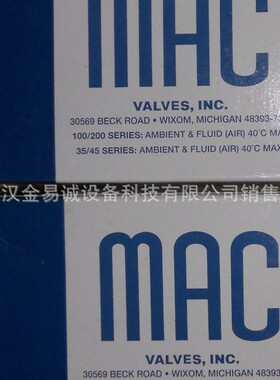 MAC
VALVES, INC.
30569 BECK ROAD • WIXOM, MICHIGAN 48393-7
100/200 SERIES: AMBIENT & FLUID (AIR) 40°C MAX
35/45 SERIES: AMBIENT & FLUID (AIR) 40°C MAX
汉金易诚设备科技有限公司销售
MAC
VALVES, INC.
30569 BECK ROAD • WIXOM, MICHIGAN 48393